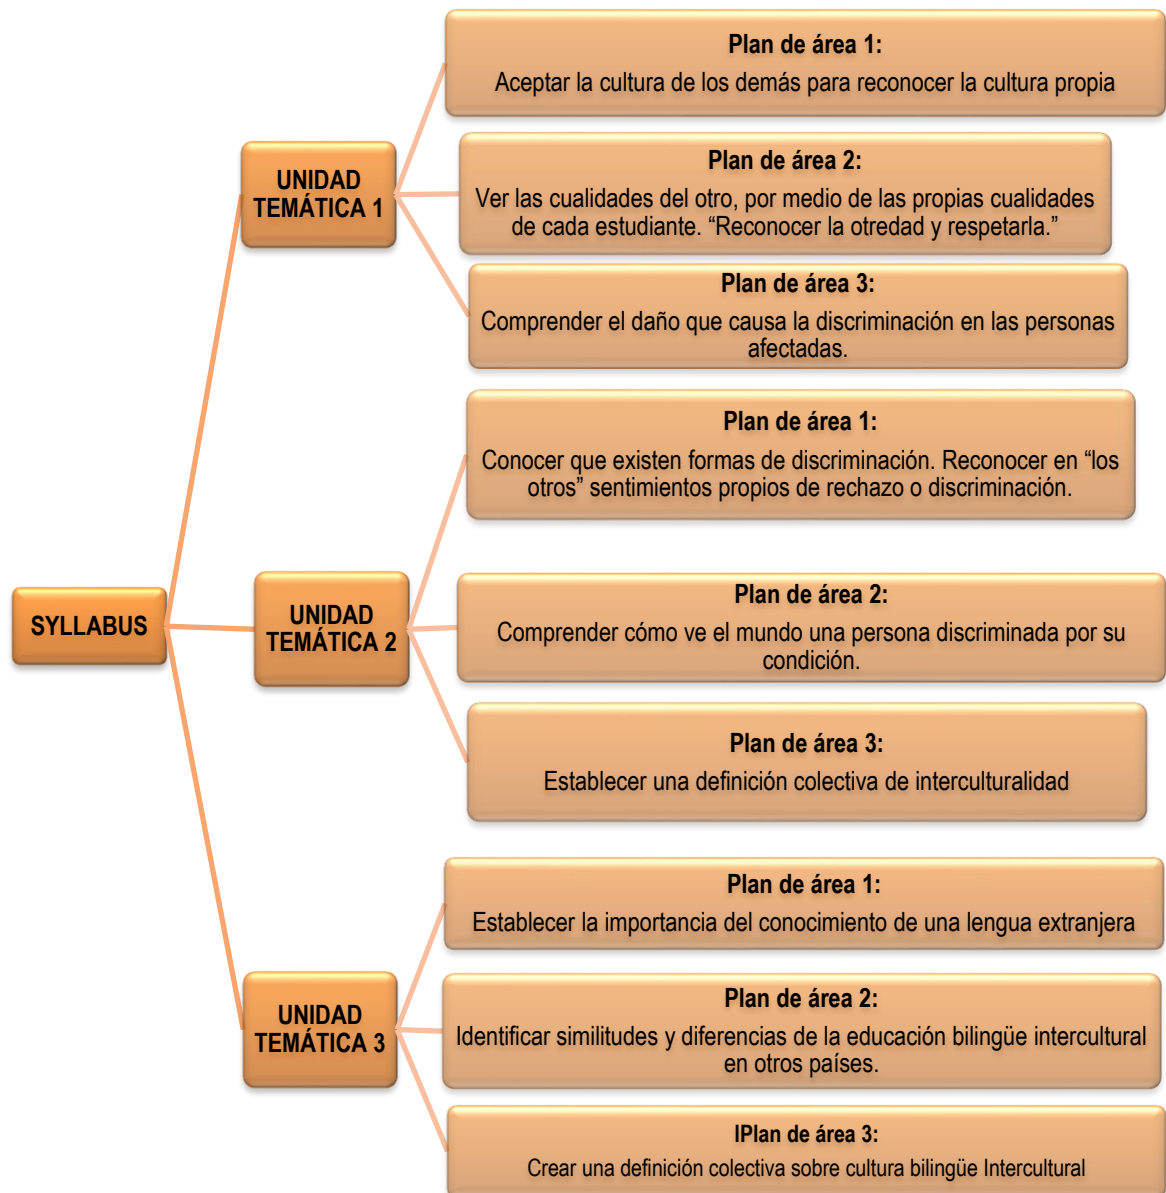 SYLLABUS
UNIDAD
TEMÁTICA 1
Plan de área 1:
Aceptar la cultura de los demás para reconocer la cultura propia
Plan de área 2:
Ver las cualidades del otro, por medio de las propias cualidades
de cada estudiante. “Reconocer la otredad y respetarla.”
Plan de área 3:
Comprender el daño que causa la discriminación en las personas
afectadas.
UNIDAD
TEMÁTICA 2
Plan de área 1:
Conocer que existen formas de discriminación. Reconocer en “los
otros” sentimientos propios de rechazo o discriminación.
Plan de área 2:
Comprender cómo ve el mundo una persona discriminada por su
condición.
Plan de área 3:
Establecer una definición colectiva de interculturalidad
UNIDAD
TEMÁTICA 3
Plan de área 1:
Establecer la importancia del conocimiento de una lengua extranjera
Plan de área 2:
Identificar similitudes y diferencias de la educación bilingüe intercultural
en otros países.
lPlan de área 3:
Crear una definición colectiva sobre cultura bilingüe Intercultural